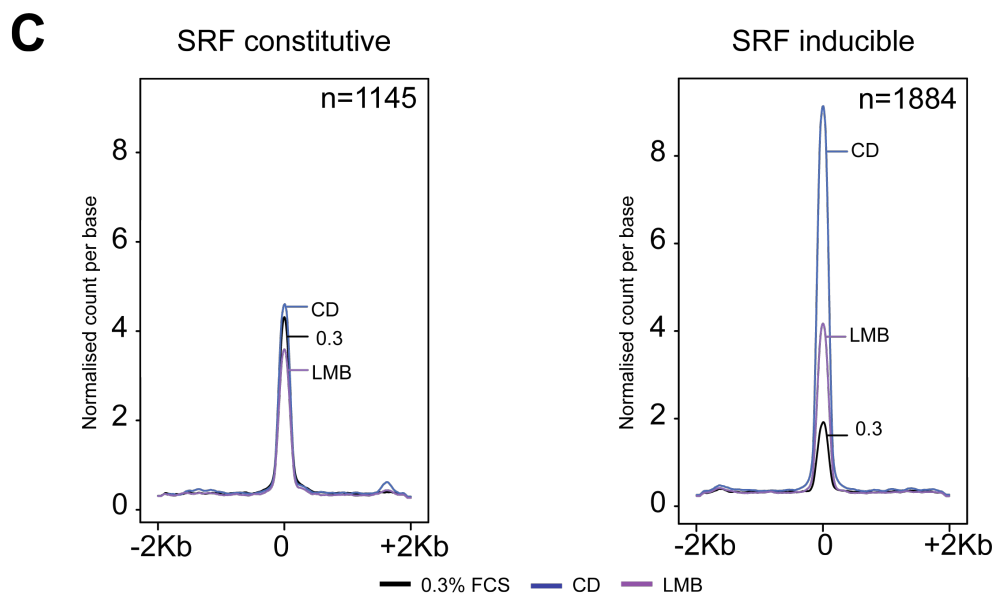 C
SRF constitutive
n=1145
Normalised count per base
8
6
4
2
0
CD
0.3
LMB
-2Kb 0 +2Kb
SRF inducible
n=1884
Normalised count per base
8
6
4
2
0
CD
LMB
0.3
-2Kb 0 +2Kb
0.3% FCS CD LMB